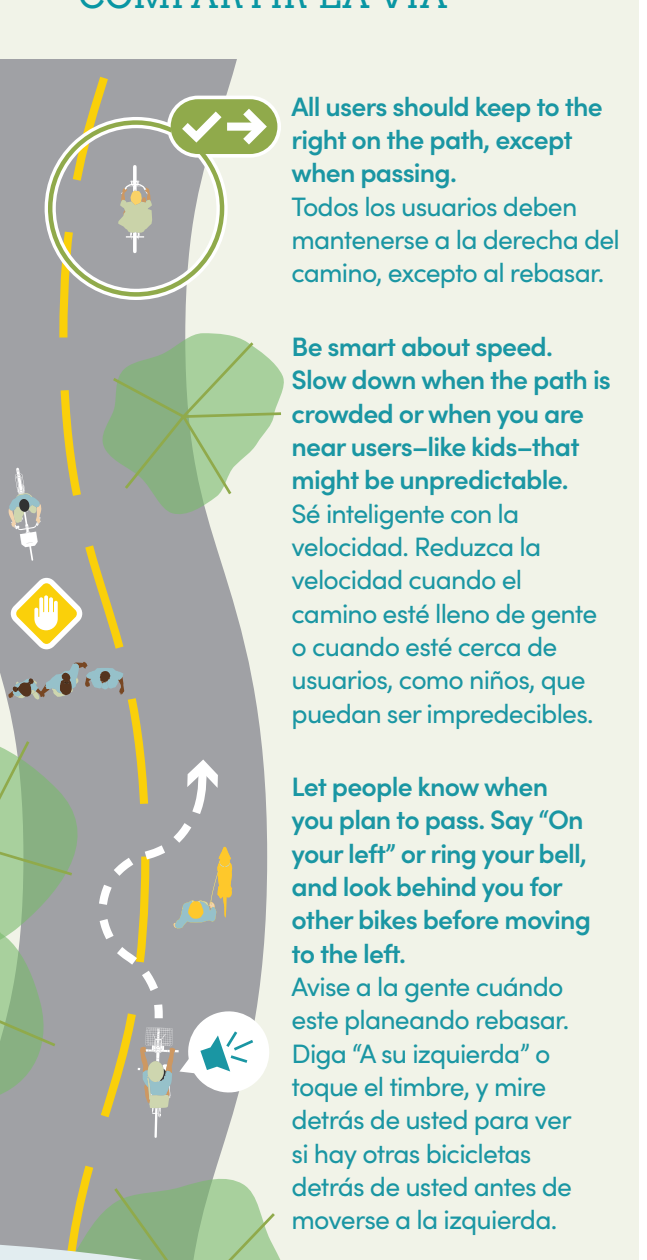 COMPARTIR LA VÍA
All users should keep to the
right on the path, except
when passing.
Todos los usuarios deben
mantenerse a la derecha del
camino, excepto al rebasar.
Be smart about speed.
Slow down when the path is
crowded or when you are
near users–like kids–that
might be unpredictable.
Sé inteligente con la
velocidad. Reduzca la
velocidad cuando el
camino esté lleno de gente
o cuando esté cerca de
usuarios, como niños, que
puedan ser impredecibles.
Let people know when
you plan to pass. Say “On
your left” or ring your bell,
and look behind you for
other bikes before moving
to the left.
Avise a la gente cuándo
este planeando rebasar.
Diga “A su izquierda” o
toque el timbre, y mire
detrás de usted para ver
si hay otras bicicletas
detrás de usted antes de
moverse a la izquierda.